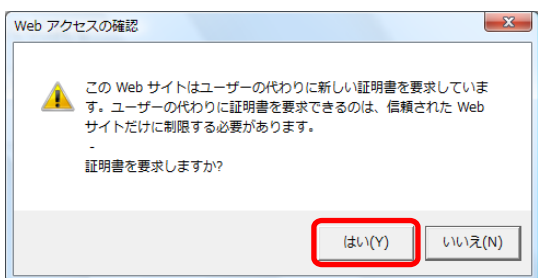 Web アクセスの確認
この Web サイトはユーザーの代わりに新しい証明書を要求していま
す。ユーザーの代わりに証明書を要求できるのは、信頼された Web
サイトだけに制限する必要があります。
-
証明書を要求しますか?
はい(Y)
いいえ(N)